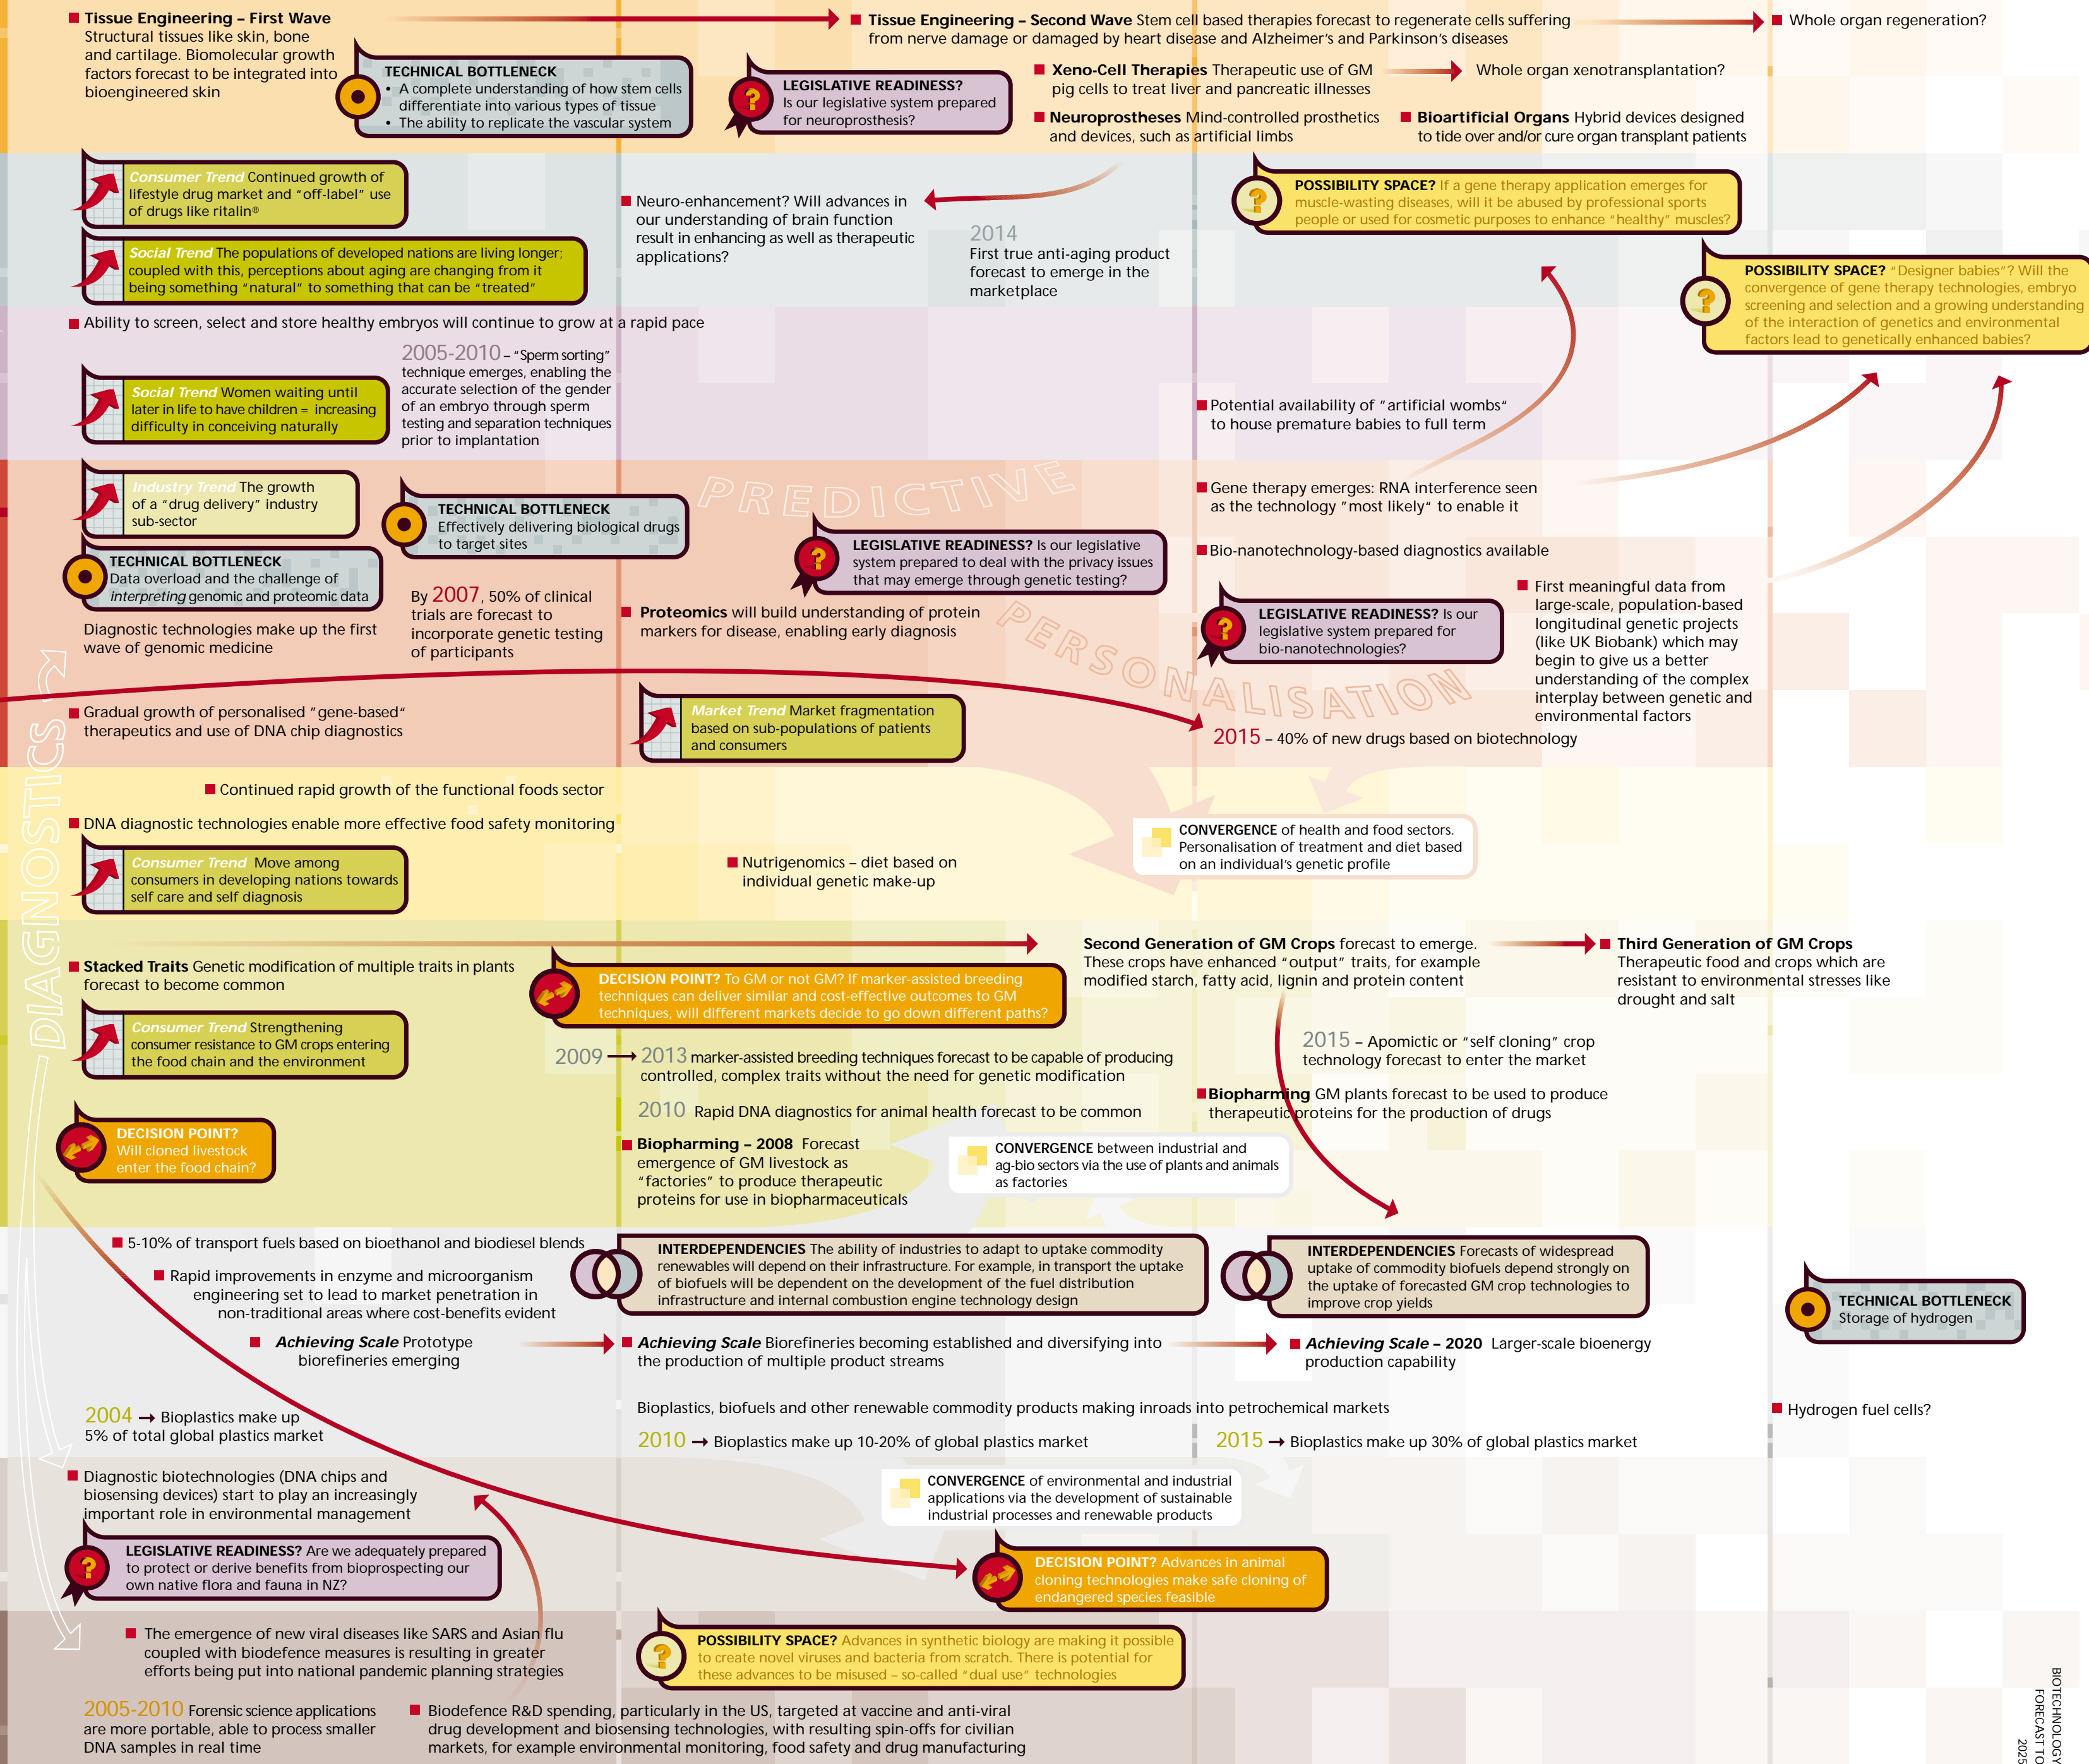 Tissue Engineering – First Wave
Structural tissues like skin, bone
and cartilage. Biomolecular growth
factors forecast to be integrated into
bioengineered skin
TECHNICAL BOTTLENECK
• A complete understanding of how stem cells
differentiate into various types of tissue
• The ability to replicate the vascular system
Tissue Engineering – Second Wave Stem cell based therapies forecast to regenerate cells suffering
from nerve damage or damaged by heart disease and Alzheimer's and Parkinson's diseases
Whole organ regeneration?
LEGISLATIVE READINESS?
Is our legislative system prepared
for neuroprosthesis?
Xeno-Cell Therapies Therapeutic use of GM
pig cells to treat liver and pancreatic illnesses
Whole organ xenotransplantation?
Neuroprostheses Mind-controlled prosthetics
and devices, such as artificial limbs
Bioartificial Organs Hybrid devices designed
to tide over and/or cure organ transplant patients
Consumer Trend Continued growth of
lifestyle drug market and "off-label" use
of drugs like ritalin®
Social Trend The populations of developed nations are living longer;
coupled with this, perceptions about aging are changing from it
being something "natural" to something that can be "treated"
Neuro-enhancement? Will advances in
our understanding of brain function
result in enhancing as well as therapeutic
applications?
2014
First true anti-aging product
forecast to emerge in the
marketplace
POSSIBILITY SPACE? If a gene therapy application emerges for
muscle-wasting diseases, will it be abused by professional sports
people or used for cosmetic purposes to enhance "healthy" muscles?
POSSIBILITY SPACE? "Designer babies"? Will the
convergence of gene therapy technologies, embryo
screening and selection and a growing understanding
of the interaction of genetics and environmental
factors lead to genetically enhanced babies?
Ability to screen, select and store healthy embryos will continue to grow at a rapid pace
Social Trend Women waiting until
later in life to have children = increasing
difficulty in conceiving naturally
2005-2010 – "Sperm sorting"
technique emerges, enabling the
accurate selection of the gender
of an embryo through sperm
testing and separation techniques
prior to implantation
Potential availability of "artificial wombs"
to house premature babies to full term
Industry Trend The growth
of a "drug delivery" industry
sub-sector
TECHNICAL BOTTLENECK
Effectively delivering biological drugs
to target sites
PREDICTIVE
Gene therapy emerges: RNA interference seen
as the technology "most likely" to enable it
TECHNICAL BOTTLENECK
Data overload and the challenge of
interpreting genomic and proteomic data
LEGISLATIVE READINESS? Is our legislative
system prepared to deal with the privacy issues
that may emerge through genetic testing?
Bio-nanotechnology-based diagnostics available
Diagnostic technologies make up the first
wave of genomic medicine
By 2007, 50% of clinical
trials are forecast to
incorporate genetic testing
of participants
Proteomics will build understanding of protein
markers for disease, enabling early diagnosis
PERSONALISATION
LEGISLATIVE READINESS? Is our
legislative system prepared for
bio-nanotechnologies?
First meaningful data from
large-scale, population-based
longitudinal genetic projects
(like UK Biobank) which may
begin to give us a better
understanding of the complex
interplay between genetic and
environmental factors
Gradual growth of personalised "gene-based"
therapeutics and use of DNA chip diagnostics
Market Trend Market fragmentation
based on sub-populations of patients
and consumers
2015 – 40% of new drugs based on biotechnology
DIAGNOSTICS
Continued rapid growth of the functional foods sector
DNA diagnostic technologies enable more effective food safety monitoring
Consumer Trend Move among
consumers in developing nations towards
self care and self diagnosis
Nutrigenomics – diet based on
individual genetic make-up
CONVERGENCE of health and food sectors.
Personalisation of treatment and diet based
on an individual's genetic profile
Stacked Traits Genetic modification of multiple traits in plants
forecast to become common
DECISION POINT? To GM or not GM? If marker-assisted breeding
techniques can deliver similar and cost-effective outcomes to GM
techniques, will different markets decide to go down different paths?
Second Generation of GM Crops forecast to emerge.
These crops have enhanced "output" traits, for example
modified starch, fatty acid, lignin and protein content
Third Generation of GM Crops
Therapeutic food and crops which are
resistant to environmental stresses like
drought and salt
Consumer Trend Strengthening
consumer resistance to GM crops entering
the food chain and the environment
2009 → 2013 marker-assisted breeding techniques forecast to be capable of producing
controlled, complex traits without the need for genetic modification
2015 – Apomictic or "self cloning" crop
technology forecast to enter the market
2010 Rapid DNA diagnostics for animal health forecast to be common
Biopharming GM plants forecast to be used to produce
therapeutic proteins for the production of drugs
DECISION POINT?
Will cloned livestock
enter the food chain?
Biopharming – 2008 Forecast
emergence of GM livestock as
"factories" to produce therapeutic
proteins for use in biopharmaceuticals
CONVERGENCE between industrial and
ag-bio sectors via the use of plants and animals
as factories
5-10% of transport fuels based on bioethanol and biodiesel blends
Rapid improvements in enzyme and microorganism
engineering set to lead to market penetration in
non-traditional areas where cost-benefits evident
INTERDEPENDENCIES The ability of industries to adapt to uptake commodity
renewables will depend on their infrastructure. For example, in transport the uptake
of biofuels will be dependent on the development of the fuel distribution
infrastructure and internal combustion engine technology design
INTERDEPENDENCIES Forecasts of widespread
uptake of commodity biofuels depend strongly on
the uptake of forecasted GM crop technologies to
improve crop yields
TECHNICAL BOTTLENECK
Storage of hydrogen
Achieving Scale Prototype
biorefineries emerging
Achieving Scale Biorefineries becoming established and diversifying into
the production of multiple product streams
Achieving Scale – 2020 Larger-scale bioenergy
production capability
2004 → Bioplastics make up
5% of total global plastics market
Bioplastics, biofuels and other renewable commodity products making inroads into petrochemical markets
Hydrogen fuel cells?
2010 → Bioplastics make up 10-20% of global plastics market
2015 → Bioplastics make up 30% of global plastics market
Diagnostic biotechnologies (DNA chips and
biosensing devices) start to play an increasingly
important role in environmental management
CONVERGENCE of environmental and industrial
applications via the development of sustainable
industrial processes and renewable products
LEGISLATIVE READINESS? Are we adequately prepared
to protect or derive benefits from bioprospecting our
own native flora and fauna in NZ?
DECISION POINT? Advances in animal
cloning technologies make safe cloning of
endangered species feasible
The emergence of new viral diseases like SARS and Asian flu
coupled with biodefence measures is resulting in greater
efforts being put into national pandemic planning strategies
POSSIBILITY SPACE? Advances in synthetic biology are making it possible
to create novel viruses and bacteria from scratch. There is potential for
these advances to be misused – so-called "dual use" technologies
2005-2010 Forensic science applications
are more portable, able to process smaller
DNA samples in real time
Biodefence R&D spending, particularly in the US, targeted at vaccine and anti-viral
drug development and biosensing technologies, with resulting spin-offs for civilian
markets, for example environmental monitoring, food safety and drug manufacturing
BIOTECHNOLOGY
FORECAST TO
2025